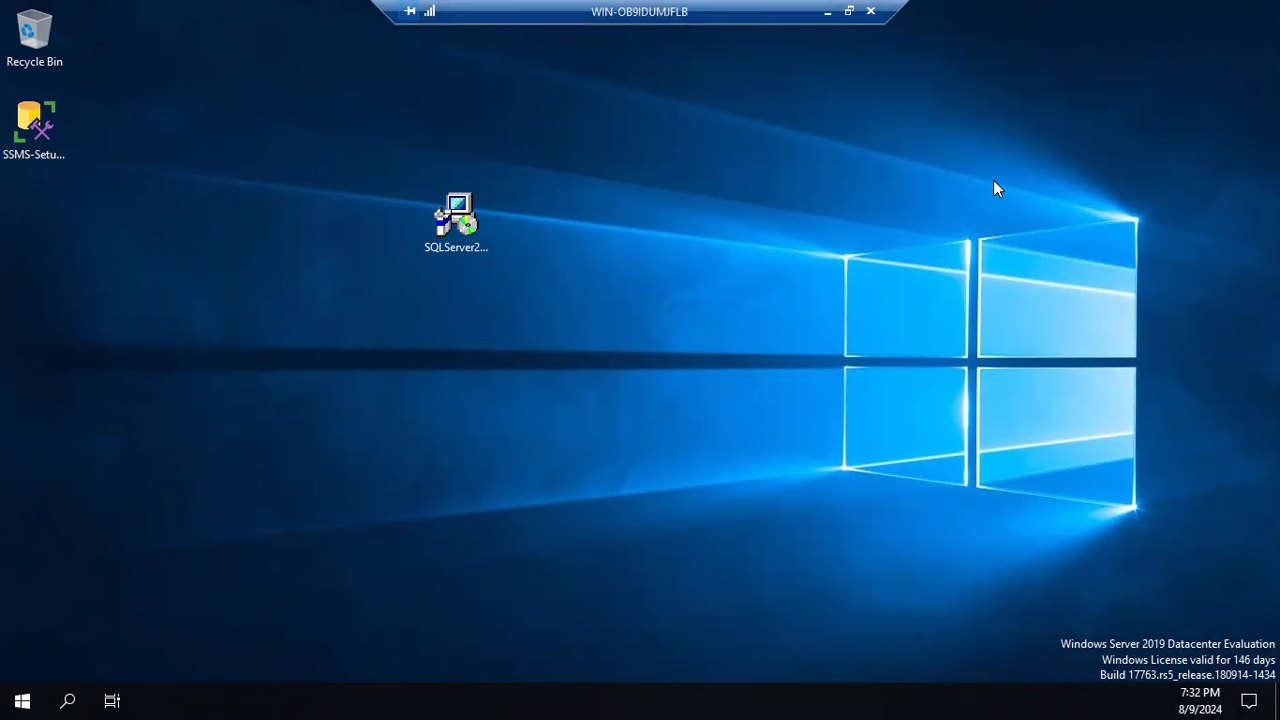 WIN-OB9IDUMJFLB
Recycle Bin
SSMS-Setu...
SQLServer2...
Windows Server 2019 Datacenter Evaluation
Windows License valid for 146 days
Build 17763.rs5_release.180914-1434
7:32 PM
8/9/2024